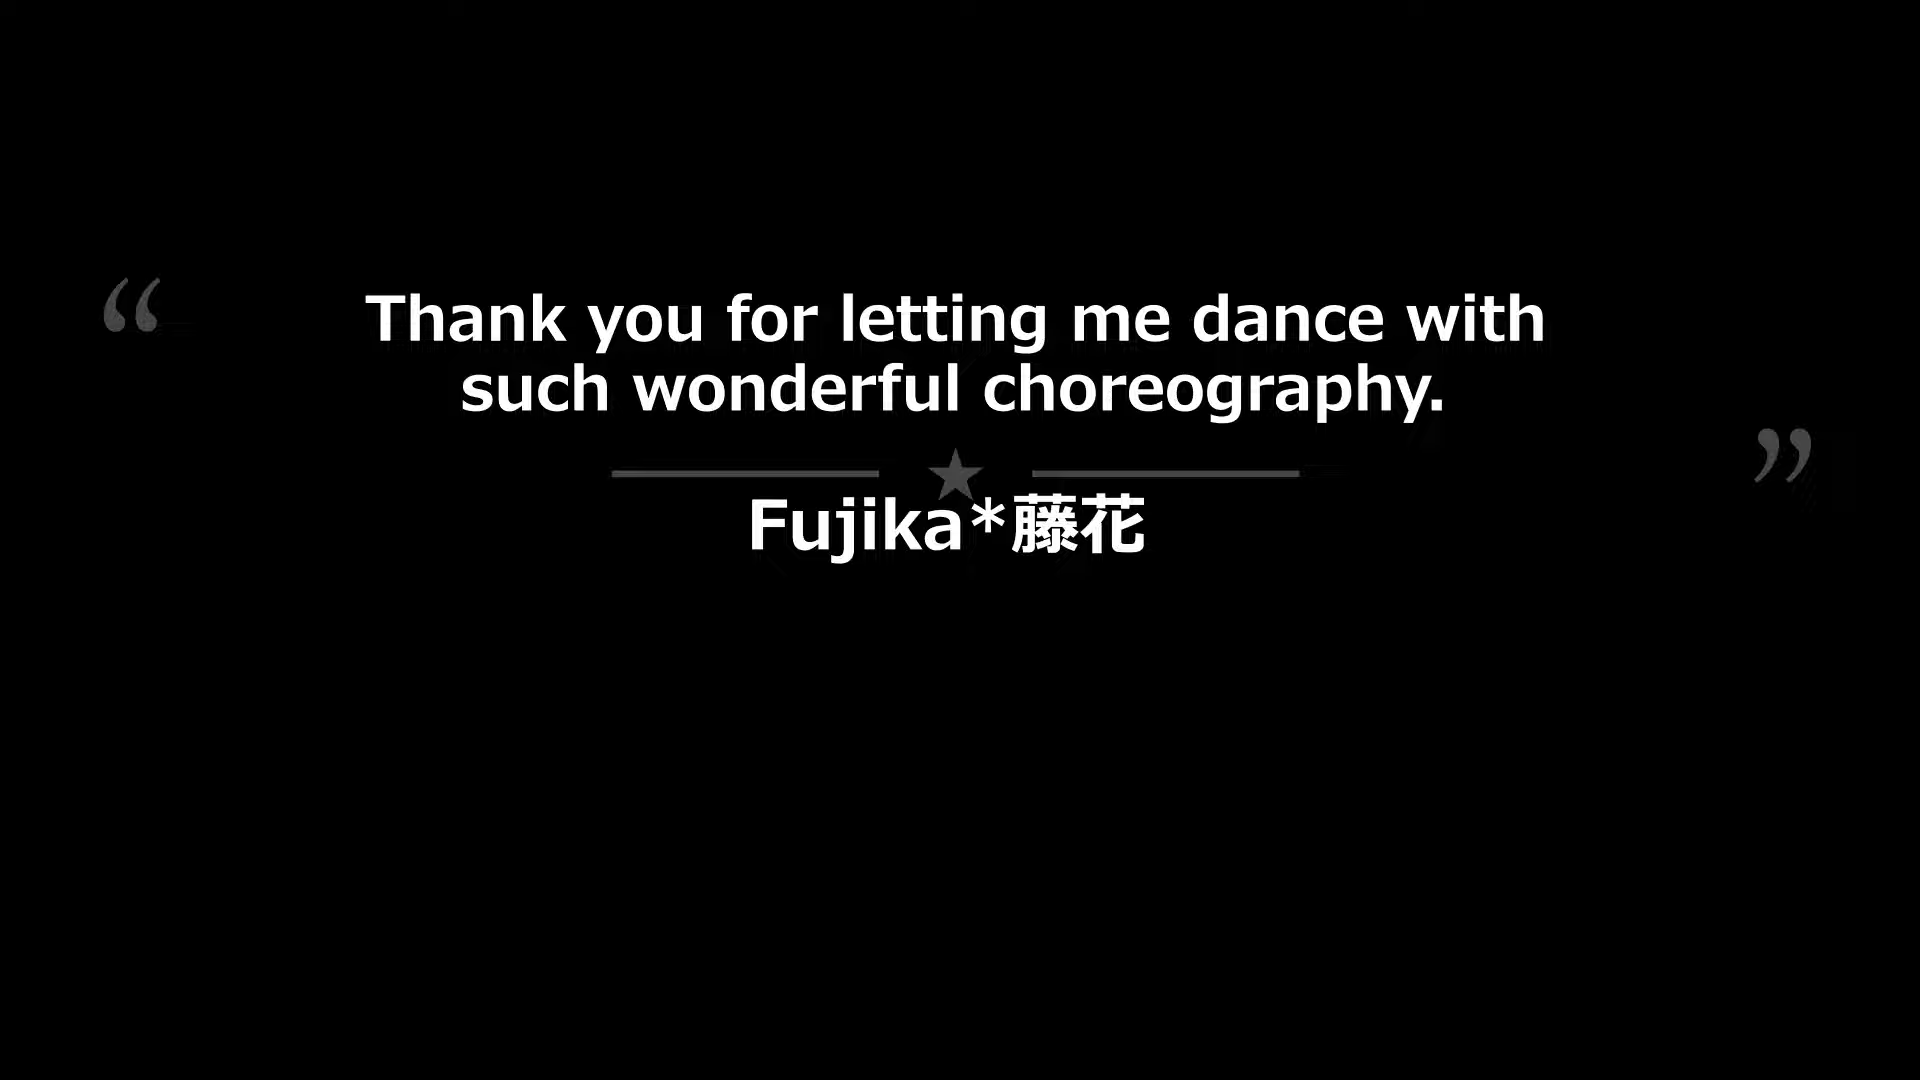 “
Thank you for letting me dance with
such wonderful choreography.
”
★
Fujika*藤花